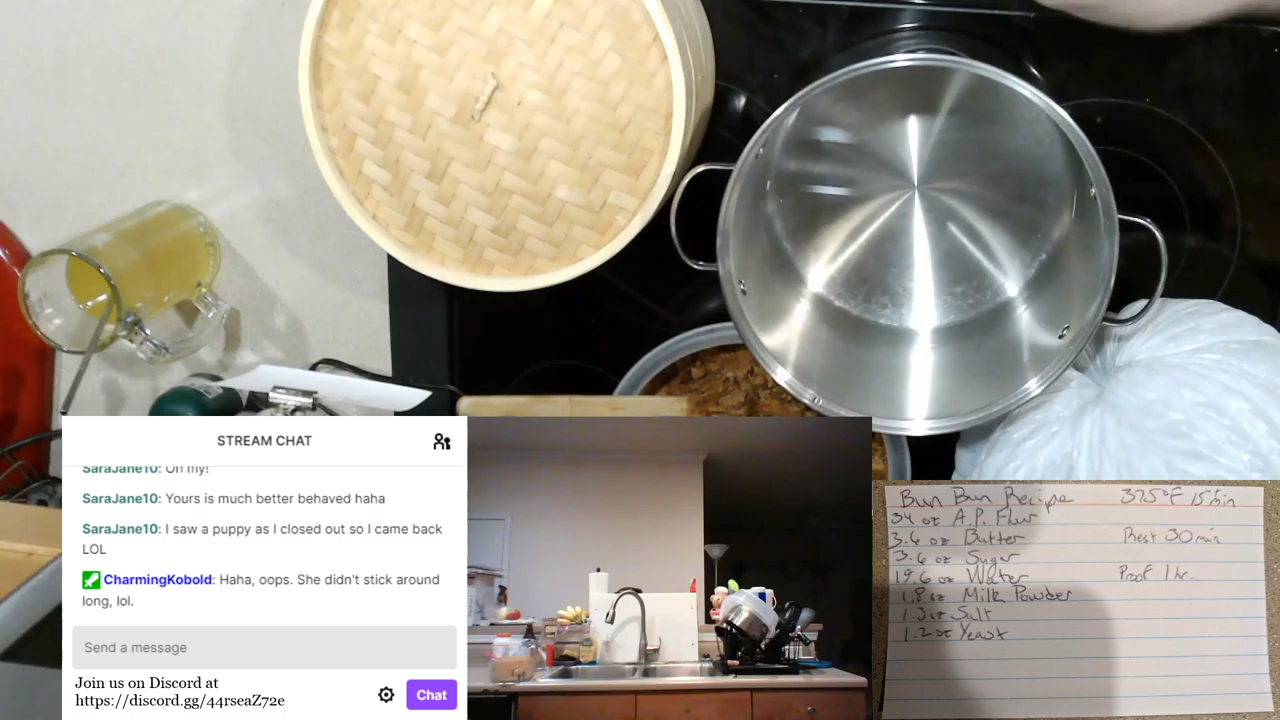 STREAM CHAT
SaraJane10: Oh my!
SaraJane10: Yours is much better behaved haha
SaraJane10: I saw a puppy as I closed out so I came back
LOL
CharmingKobold: Haha, oops. She didn't stick around
long, lol.
Send a message
Join us on Discord at
https://discord.gg/44rseaZ72e
Chat
Bun Bun Recipe 375°F 15 min
34 oz A.P. Flour
3.6 oz Butter Rest 30 min
3.6 oz Sugar
19.6 oz Water Proof 1 hr.
1.8 oz Milk Powder
1.3 oz Salt
1.2 oz Yeast